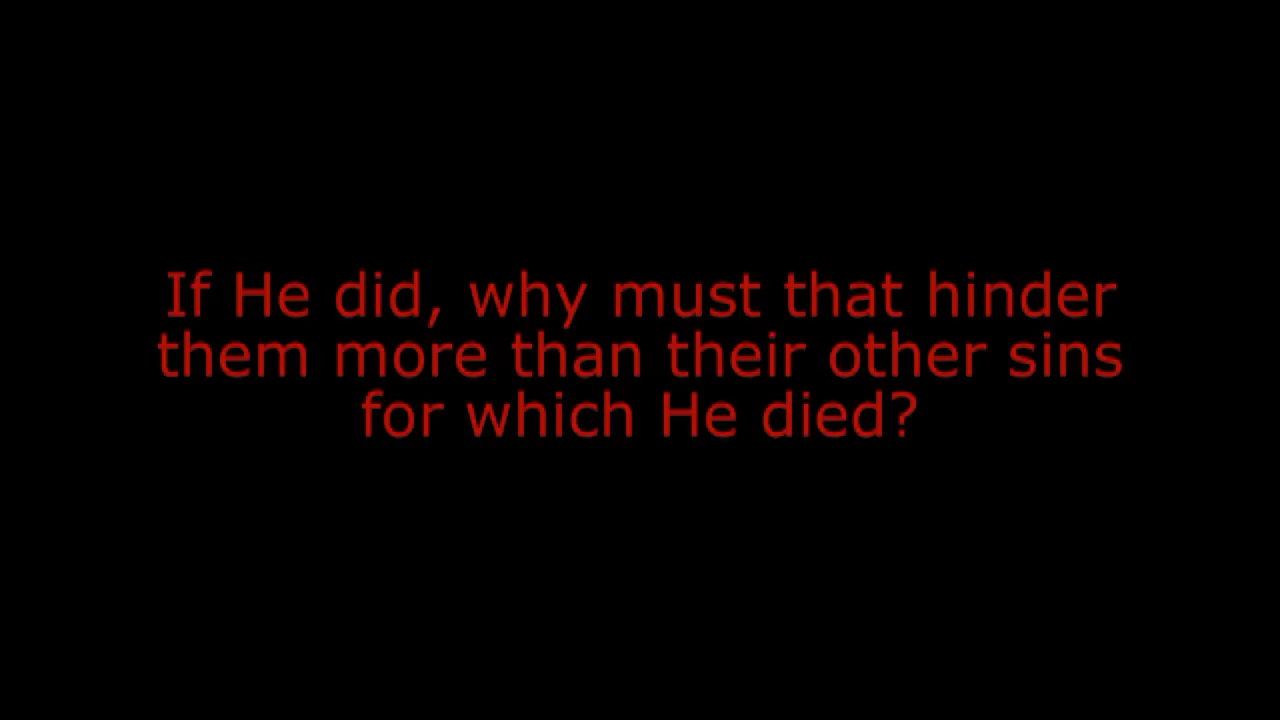 If He did, why must that hinder
them more than their other sins
for which He died?